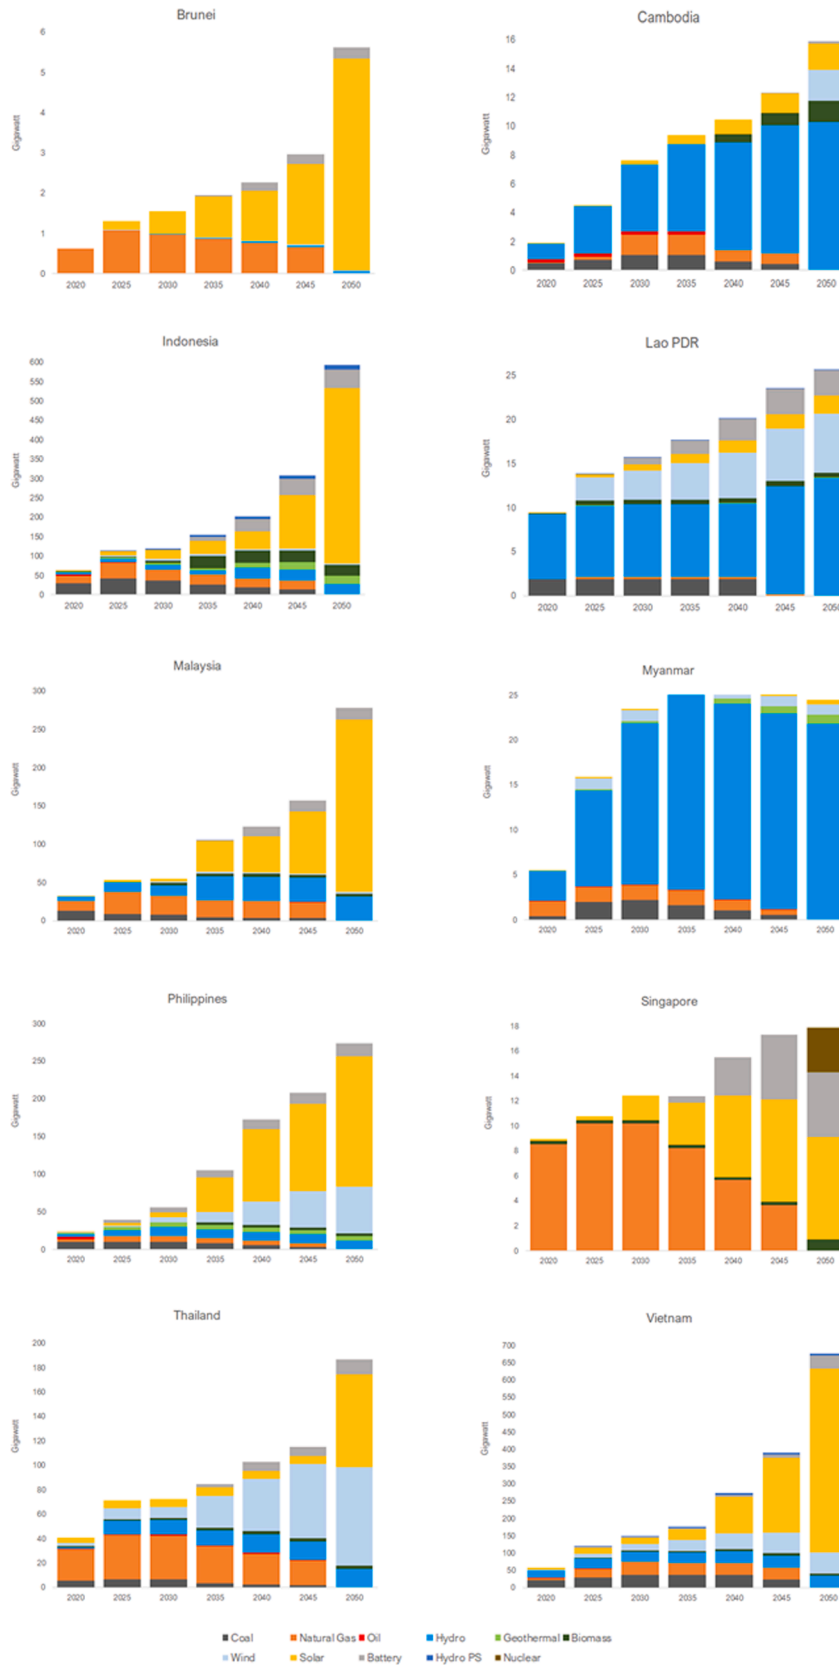 Brunei
Gigawatt
6
5
4
3
2
1
0
2020 2025 2030 2035 2040 2045 2050
Cambodia
Gigawatt
16
14
12
10
8
6
4
2
0
2020 2025 2030 2035 2040 2045 2050
Indonesia
Gigawatt
600
550
500
450
400
350
300
250
200
150
100
50
0
2020 2025 2030 2035 2040 2045 2050
Lao PDR
Gigawatt
25
20
15
10
5
0
2020 2025 2030 2035 2040 2045 2050
Malaysia
Gigawatt
300
250
200
150
100
50
0
2020 2025 2030 2035 2040 2045 2050
Myanmar
Gigawatt
25
20
15
10
5
0
2020 2025 2030 2035 2040 2045 2050
Philippines
Gigawatt
300
250
200
150
100
50
0
2020 2025 2030 2035 2040 2045 2050
Singapore
Gigawatt
18
16
14
12
10
8
6
4
2
0
2020 2025 2030 2035 2040 2045 2050
Thailand
Gigawatt
200
180
160
140
120
100
80
60
40
20
0
2020 2025 2030 2035 2040 2045 2050
Vietnam
Gigawatt
700
650
600
550
500
450
400
350
300
250
200
150
100
50
0
2020 2025 2030 2035 2040 2045 2050
Coal Natural Gas Oil Hydro Geothermal Biomass
Wind Solar Battery Hydro PS Nuclear